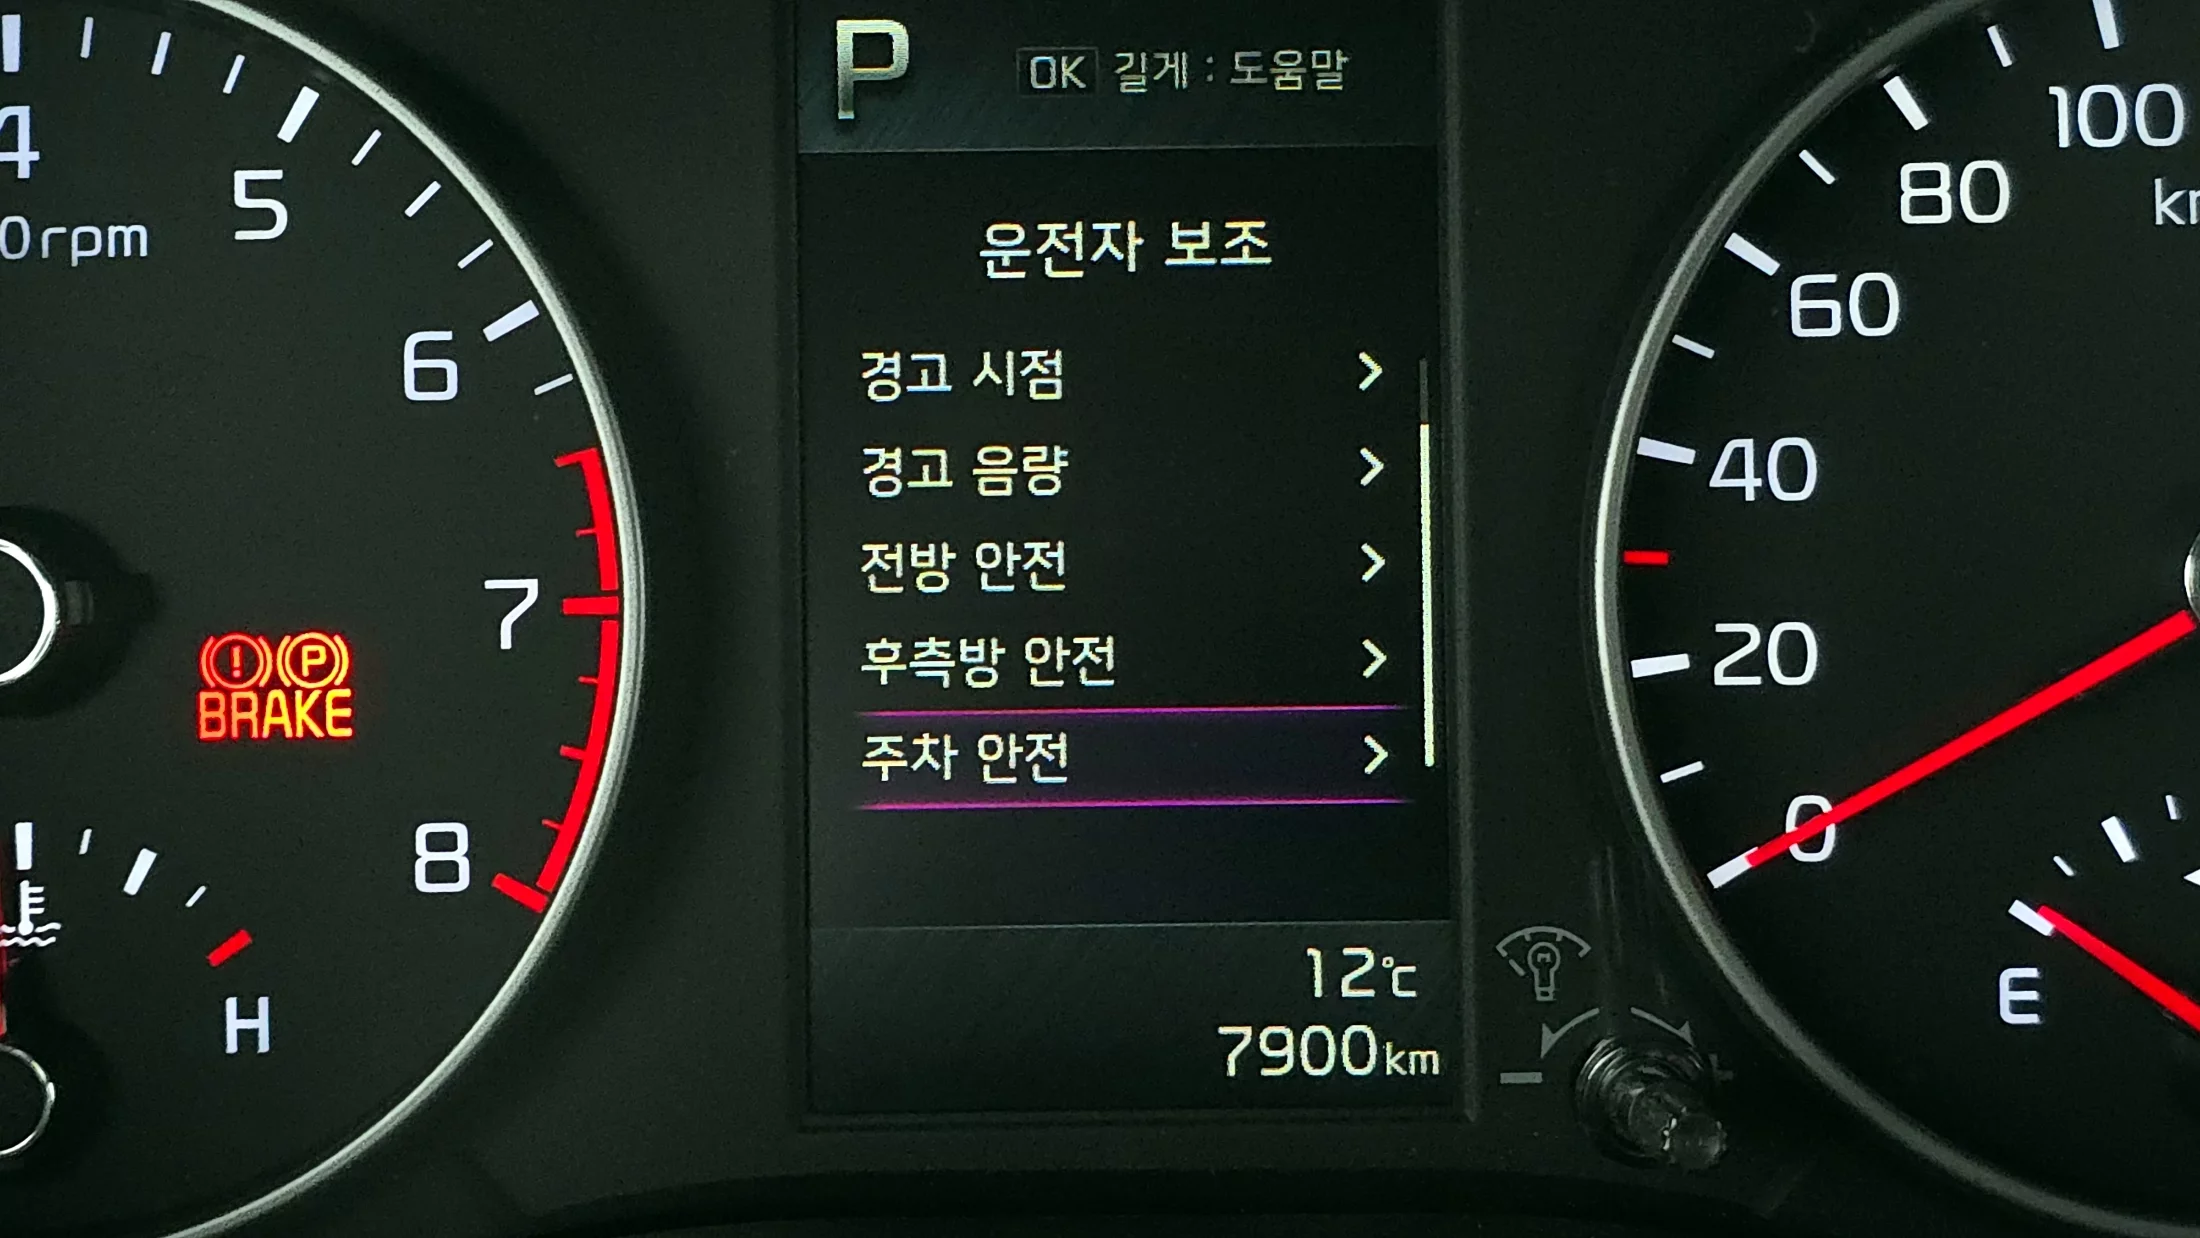 P
OK 길게 : 도움말
운전자 보조
경고 시점
경고 음량
전방 안전
후측방 안전
주차 안전
12℃
7900km
4
5
6
7
8
0rpm
P
BRAKE
H
100
80
60
40
20
0
E